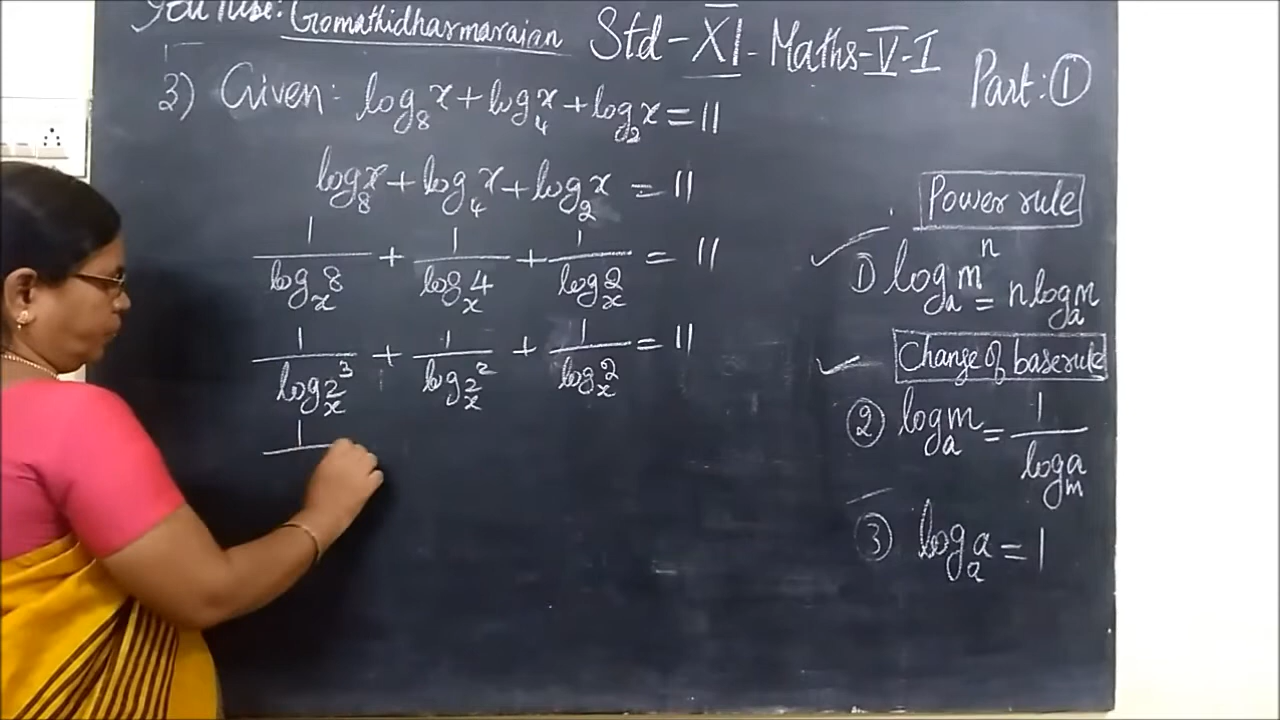 Gomathidharmarajan Std-XI-Maths-V-I
Part: ①
3) Given:- log₈x + log₄x + log₂x = 11
log₈x + log₄x + log₂x = 11
1/logₓ8 + 1/logₓ4 + 1/logₓ2 = 11
1/logₓ2³ + 1/logₓ2² + 1/logₓ2 = 11
1
Power rule
1) logₐmⁿ = n logₐm
Change of base rule
② logₐm = 1/logₘa
③ logₐa = 1